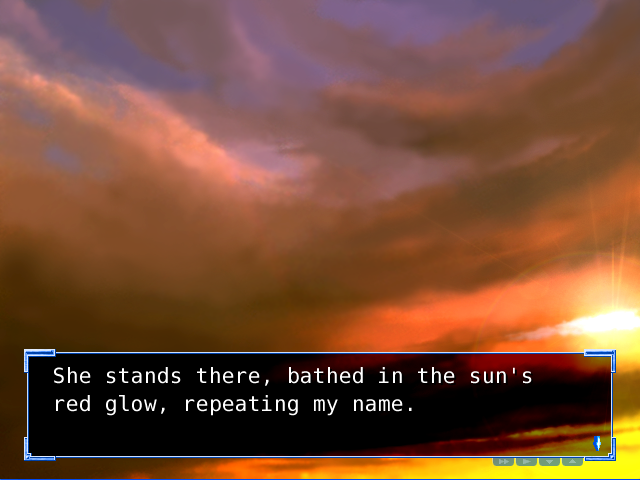 She stands there, bathed in the sun's
red glow, repeating my name.